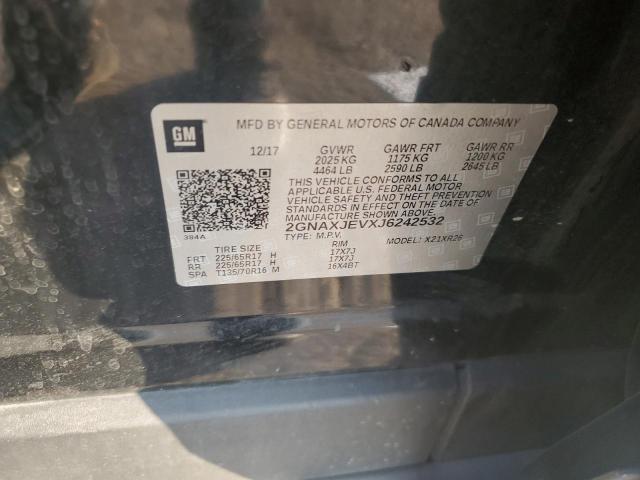 GM
MFD BY GENERAL MOTORS OF CANADA COMPANY
12/17 GVWR GAWR FRT GAWR RR
2025 KG 1175 KG 1200 KG
4464 LB 2590 LB 2645 LB
THIS VEHICLE CONFORMS TO ALL
APPLICABLE U.S. FEDERAL MOTOR
VEHICLE SAFETY AND THEFT PREVENTION
STANDARDS IN EFFECT ON THE DATE OF
MANUFACTURE SHOWN ABOVE.
2GNAXJEVXJ6242532
384A
TYPE: M.P.V. MODEL: X21XR26
TIRE SIZE RIM
FRT 225/65R17 H 17X7J
RR 225/65R17 H 17X7J
SPA T135/70R16 M 16X4BT